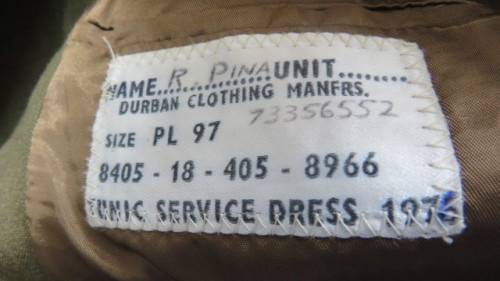 NAME...R. PINA UNIT........
DURBAN CLOTHING MANFRS.
73356552
SIZE PL 97
8405 - 18 - 405 - 8966
TUNIC SERVICE DRESS 1976